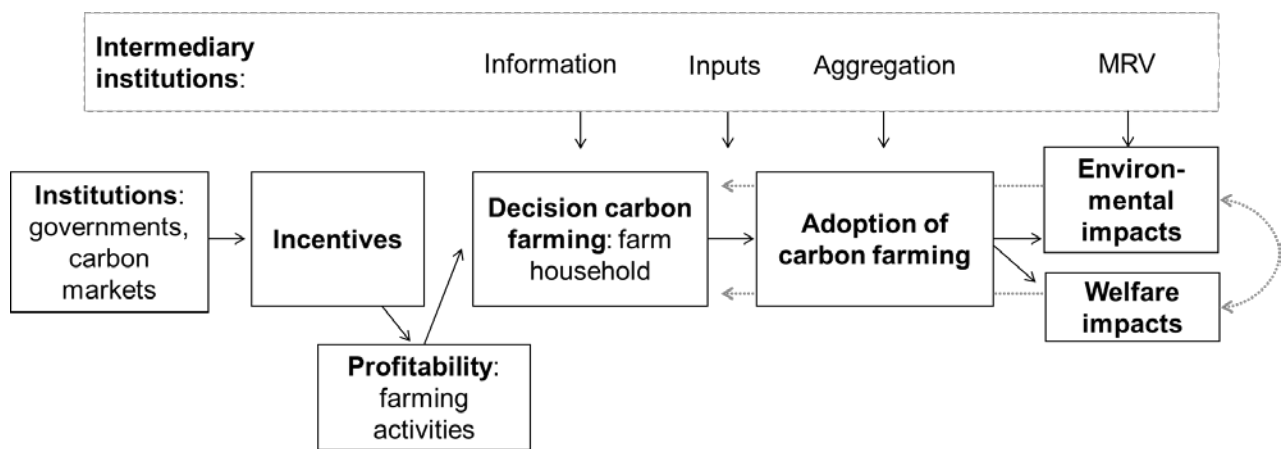 Intermediary
institutions:
Information
Inputs
Aggregation
MRV
Institutions:
governments,
carbon
markets
Incentives
Profitability:
farming
activities
Decision carbon
farming: farm
household
Adoption of
carbon farming
Environ-
mental
impacts
Welfare
impacts